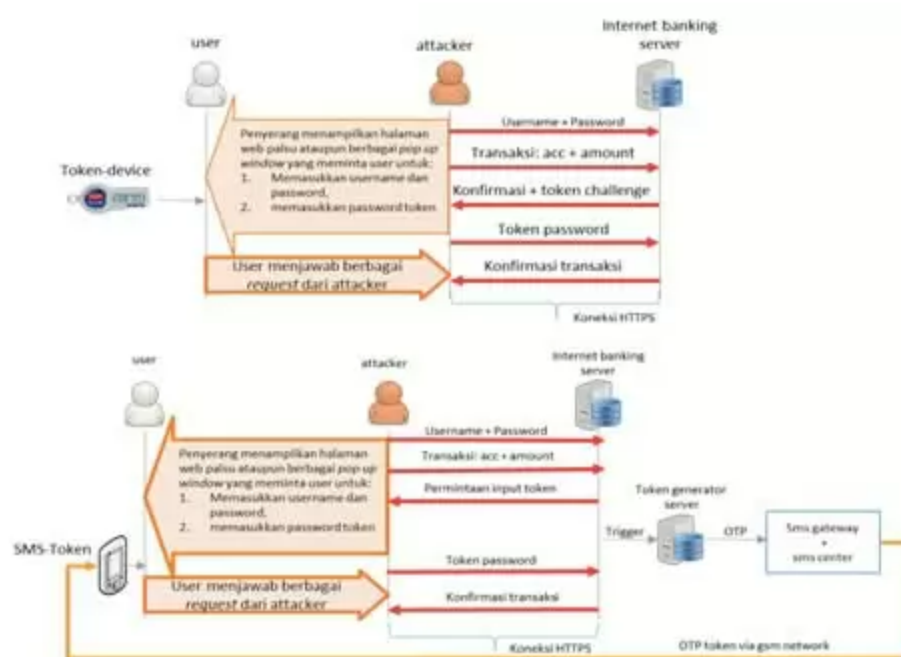 user
attacker
Internet banking
server
Penyerang menampilkan halaman
web palsu ataupun berbagai pop up
window yang meminta user untuk:
1. Memasukkan username dan
password,
2. memasukkan password token
Token-device
Username + Password
Transaksi: acc + amount
Konfirmasi + token challenge
Token password
Konfirmasi transaksi
User menjawab berbagai
request dari attacker
Koneksi HTTPS
user
attacker
Internet banking
server
Penyerang menampilkan halaman
web palsu ataupun berbagai pop up
window yang meminta user untuk:
1. Memasukkan username dan
password,
2. memasukkan password token
SMS-Token
Username + Password
Transaksi: acc + amount
Permintaan input token
Token generator
server
Trigger
OTP
Sms gateway
+
sms center
Token password
Konfirmasi transaksi
User menjawab berbagai
request dari attacker
Koneksi HTTPS
OTP token via gsm network